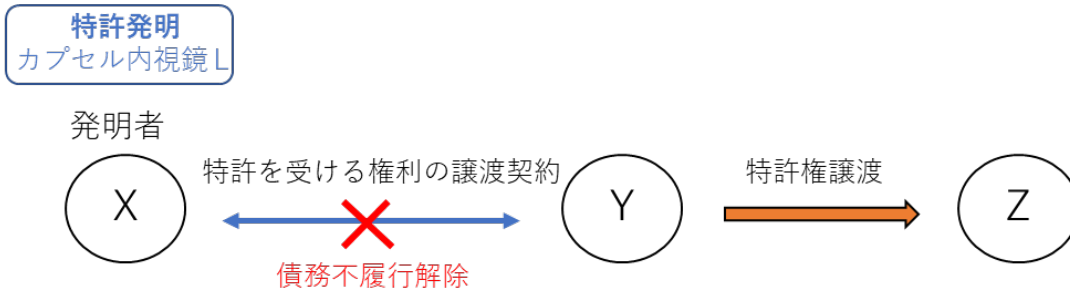 特許発明
カプセル内視鏡L
発明者
X
特許を受ける権利の譲渡契約
Y
特許権譲渡
Z
債務不履行解除